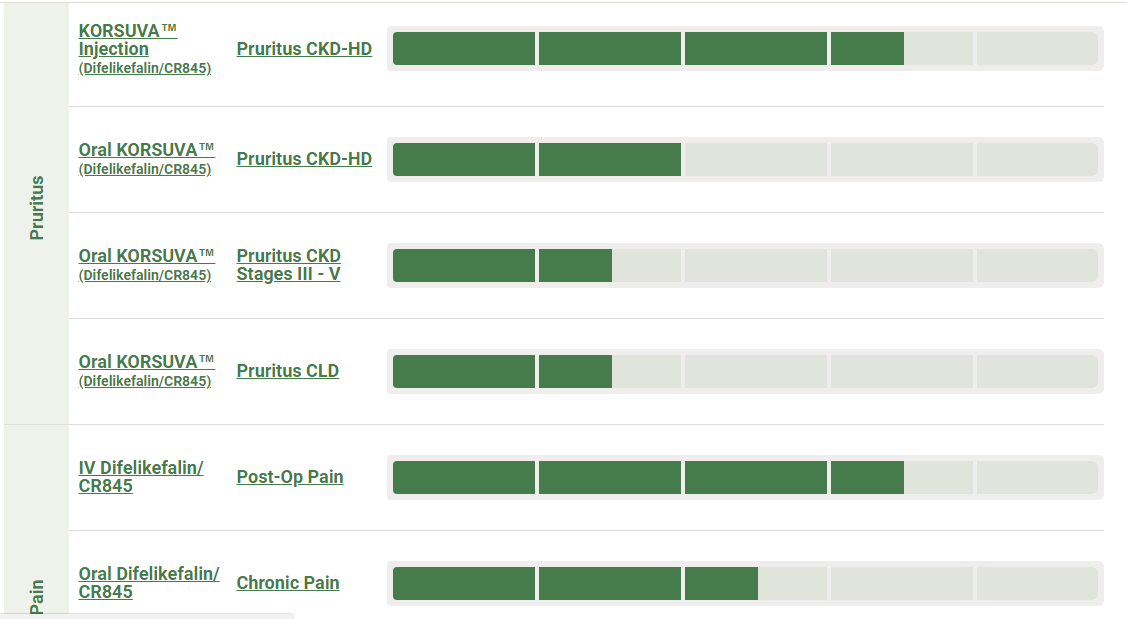 Pruritus
KORSUVA™
Injection
(Difelikefalin/CR845)
Pruritus CKD-HD
Oral KORSUVA™
(Difelikefalin/CR845)
Pruritus CKD-HD
Oral KORSUVA™
(Difelikefalin/CR845)
Pruritus CKD
Stages III - V
Oral KORSUVA™
(Difelikefalin/CR845)
Pruritus CLD
Pain
IV Difelikefalin/
CR845
Post-Op Pain
Oral Difelikefalin/
CR845
Chronic Pain